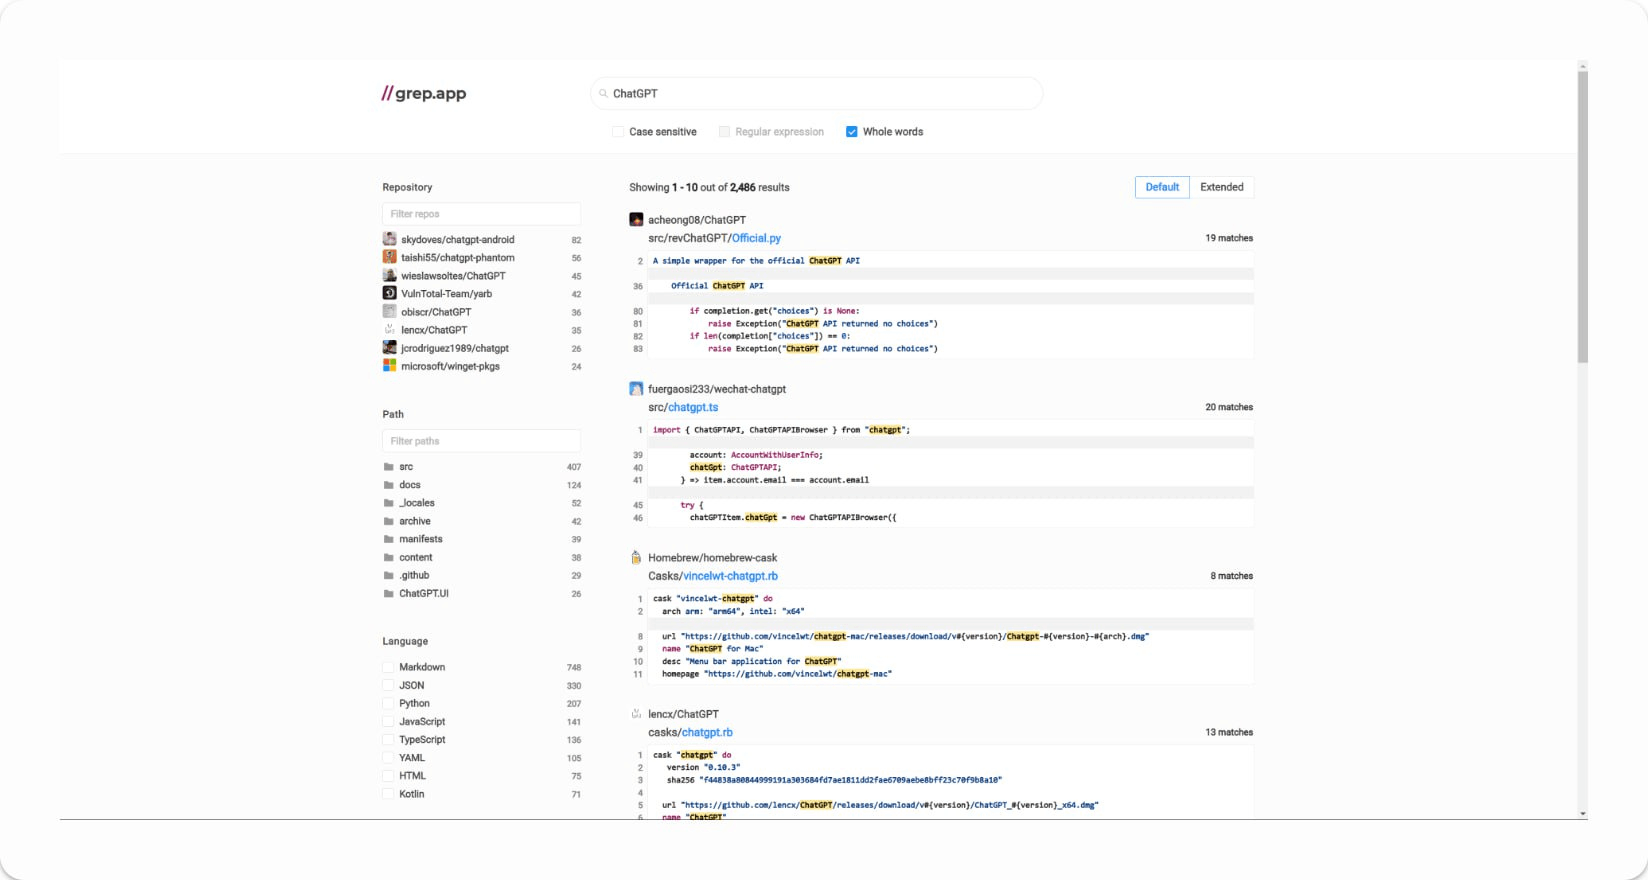 //grep.app
ChatGPT
Case sensitive Regular expression Whole words
Repository
Filter repos
skydoves/chatgpt-android 82
taishi55/chatgpt-phantom 56
wieslawsoltes/ChatGPT 45
VulnTotal-Team/yarb 42
obiscr/ChatGPT 36
lencx/ChatGPT 35
jcrodriguez1989/chatgpt 26
microsoft/winget-pkgs 24
Path
Filter paths
src 407
docs 124
_locales 52
archive 42
manifests 39
content 38
.github 29
ChatGPT.UI 26
Language
Markdown 748
JSON 330
Python 207
JavaScript 141
TypeScript 136
YAML 105
HTML 75
Kotlin 71
Showing 1 - 10 out of 2,486 results
Default Extended
acheong08/ChatGPT
src/revChatGPT/Official.py 19 matches
2 A simple wrapper for the official ChatGPT API
36 Official ChatGPT API
80 if completion.get("choices") is None:
81 raise Exception("ChatGPT API returned no choices")
82 if len(completion["choices"]) == 0:
83 raise Exception("ChatGPT API returned no choices")
fuergaosi233/wechat-chatgpt
src/chatgpt.ts 20 matches
1 import { ChatGPTAPI, ChatGPTAPIBrowser } from "chatgpt";
39 account: AccountWithUserInfo;
40 chatGpt: ChatGPTAPI;
41 } => item.account.email === account.email
45 try {
46 chatGPTItem.chatGpt = new ChatGPTAPIBrowser({
Homebrew/homebrew-cask
Casks/vincelwt-chatgpt.rb 8 matches
1 cask "vincelwt-chatgpt" do
2 arch arm: "arm64", intel: "x64"
8 url "https://github.com/vincelwt/chatgpt-mac/releases/download/v#{version}/Chatgpt-#{version}-#{arch}.dmg"
9 name "ChatGPT for Mac"
10 desc "Menu bar application for ChatGPT"
11 homepage "https://github.com/vincelwt/chatgpt-mac"
lencx/ChatGPT
casks/chatgpt.rb 13 matches
1 cask "chatgpt" do
2 version "0.10.3"
3 sha256 "f44838a80844999191a303684fd7ae1811dd2fae6709aebe8bff23c70f9b8a10"
4
5 url "https://github.com/lencx/ChatGPT/releases/download/v#{version}/ChatGPT_#{version}_x64.dmg"
6 name "ChatGPT"